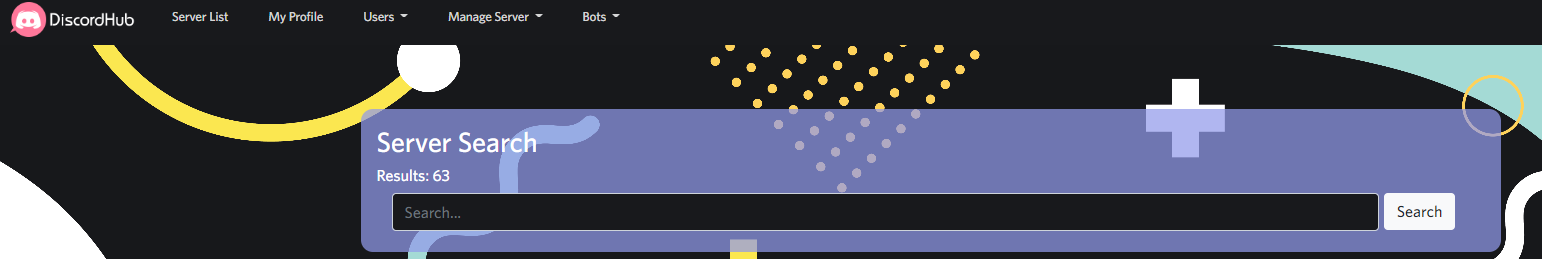 DiscordHub Server List My Profile Users Manage Server Bots
Server Search
Results: 63
Search... Search